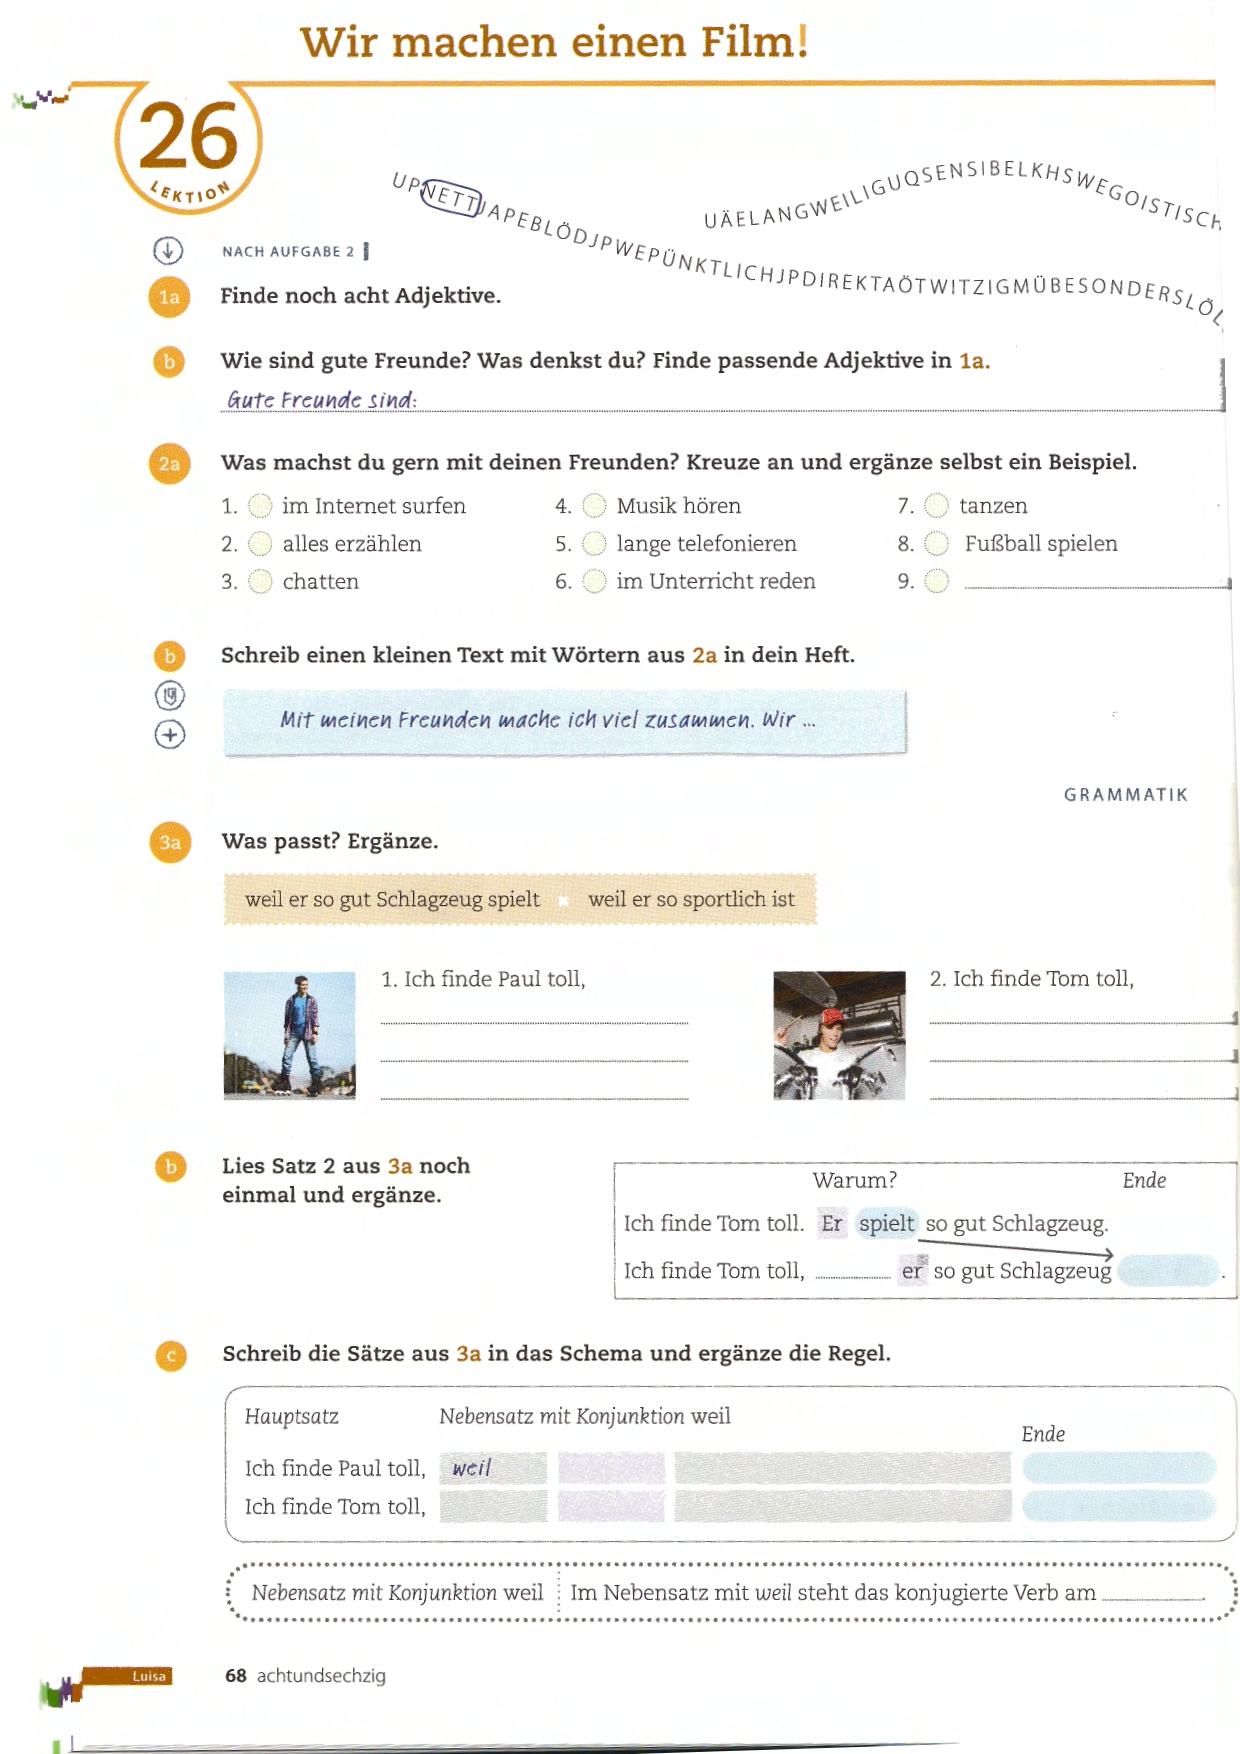 Wir machen einen Film!
26
LEKTION
UPNETTJAPEBLÖDJPWEPÜNKTLICHJPDIREKTAÖTWITZIGMÜBESONDERSLÖL
UÄELANGWEILIGUQSENSIBELKHSWEGOISTISCH
NACH AUFGABE 2
1a Finde noch acht Adjektive.
b Wie sind gute Freunde? Was denkst du? Finde passende Adjektive in 1a.
Gute Freunde sind:
2a Was machst du gern mit deinen Freunden? Kreuze an und ergänze selbst ein Beispiel.
1. im Internet surfen 4. Musik hören 7. tanzen
2. alles erzählen 5. lange telefonieren 8. Fußball spielen
3. chatten 6. im Unterricht reden 9.
b Schreib einen kleinen Text mit Wörtern aus 2a in dein Heft.
Mit meinen Freunden mache ich viel zusammen. Wir ...
GRAMMATIK
3a Was passt? Ergänze.
weil er so gut Schlagzeug spielt weil er so sportlich ist
1. Ich finde Paul toll, 2. Ich finde Tom toll,
b Lies Satz 2 aus 3a noch
einmal und ergänze.
Warum? Ende
Ich finde Tom toll. Er spielt so gut Schlagzeug.
Ich finde Tom toll, er so gut Schlagzeug .
c Schreib die Sätze aus 3a in das Schema und ergänze die Regel.
Hauptsatz Nebensatz mit Konjunktion weil
Ende
Ich finde Paul toll, weil
Ich finde Tom toll,
Nebensatz mit Konjunktion weil Im Nebensatz mit weil steht das konjugierte Verb am .
Luisa 68 achtundsechzig